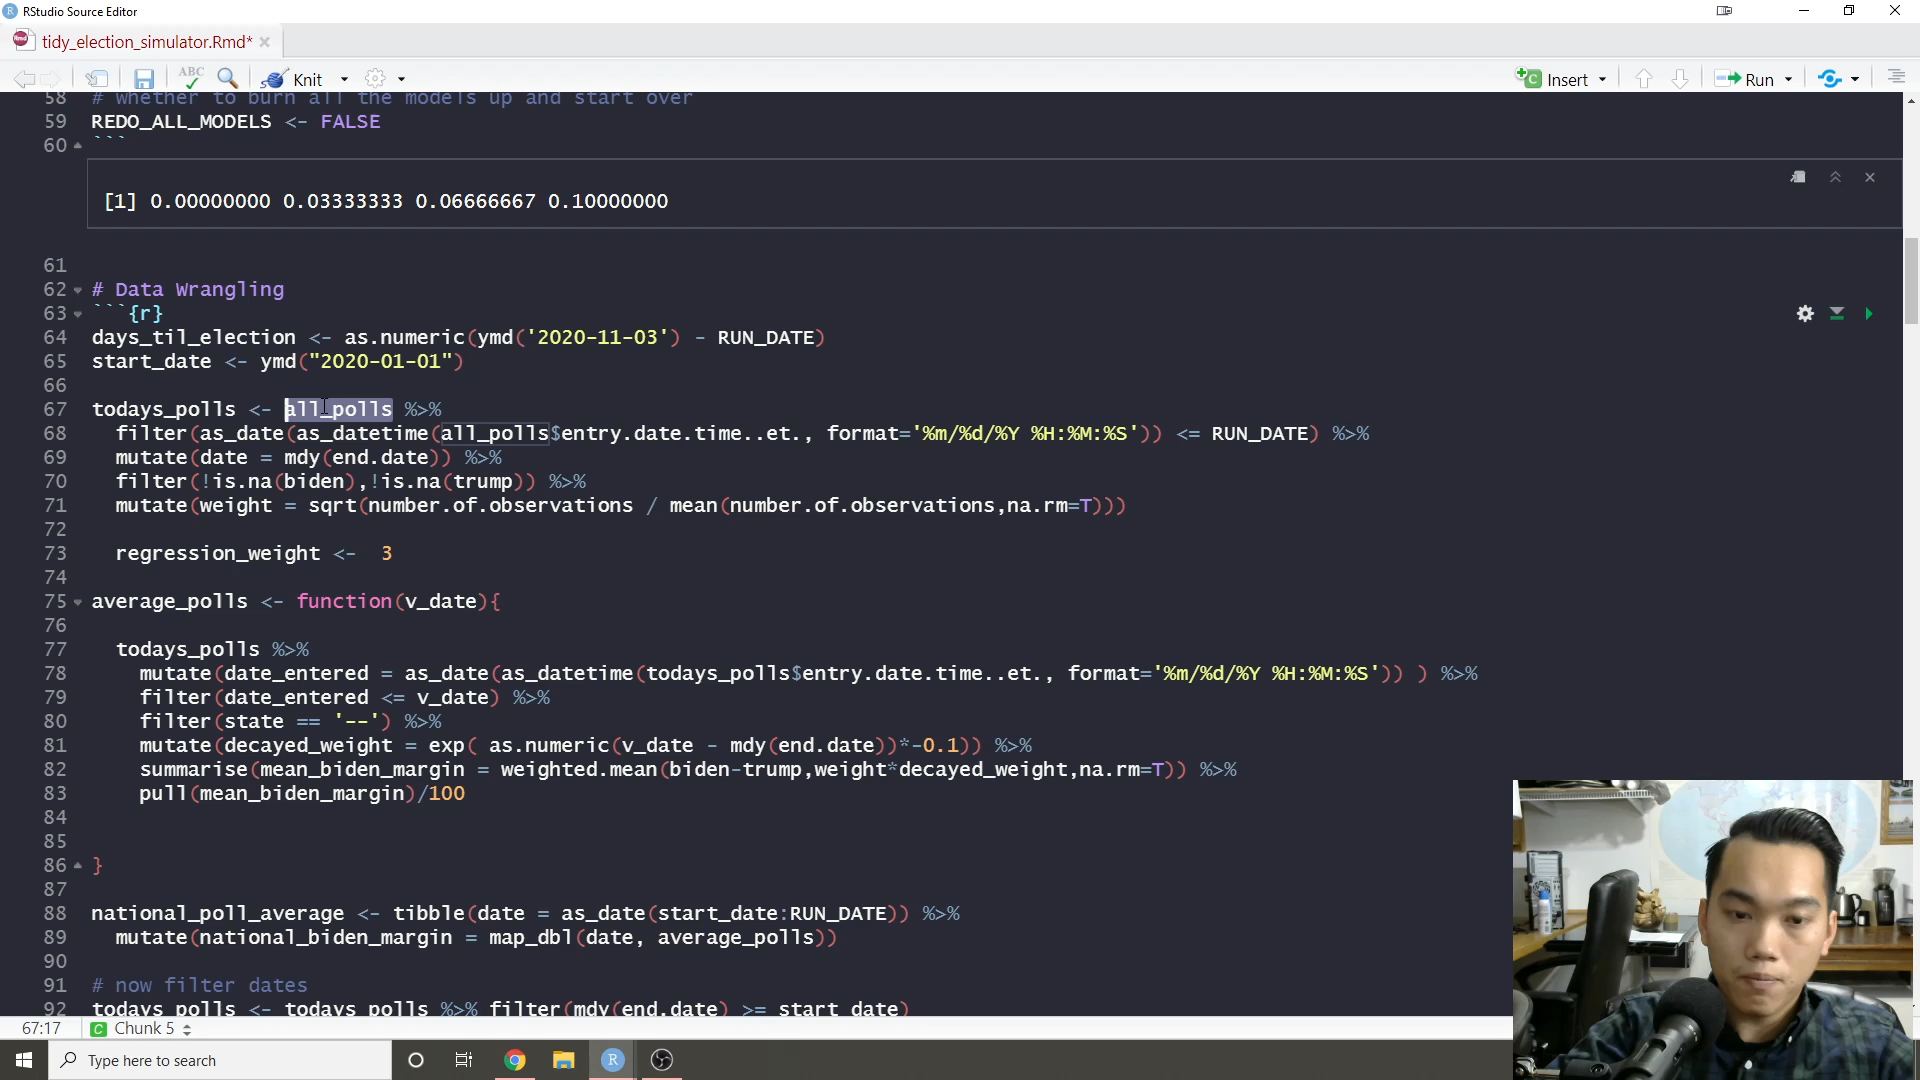 RStudio Source Editor
tidy_election_simulator.Rmd*
ABC
Knit
Insert
Run
58 # whether to burn all the models up and start over
59 REDO_ALL_MODELS <- FALSE
60 ```
[1] 0.00000000 0.03333333 0.06666667 0.10000000
61
62 # Data Wrangling
63 ```{r}
64 days_til_election <- as.numeric(ymd('2020-11-03') - RUN_DATE)
65 start_date <- ymd("2020-01-01")
66
67 todays_polls <- all_polls %>%
68 filter(as_date(as_datetime(all_polls$entry.date.time..et., format='%m/%d/%Y %H:%M:%S')) <= RUN_DATE) %>%
69 mutate(date = mdy(end.date)) %>%
70 filter(!is.na(biden),!is.na(trump)) %>%
71 mutate(weight = sqrt(number.of.observations / mean(number.of.observations,na.rm=T)))
72
73 regression_weight <- 3
74
75 average_polls <- function(v_date){
76
77 todays_polls %>%
78 mutate(date_entered = as_date(as_datetime(todays_polls$entry.date.time..et., format='%m/%d/%Y %H:%M:%S')) ) %>%
79 filter(date_entered <= v_date) %>%
80 filter(state == '--') %>%
81 mutate(decayed_weight = exp( as.numeric(v_date - mdy(end.date))*-0.1)) %>%
82 summarise(mean_biden_margin = weighted.mean(biden-trump,weight*decayed_weight,na.rm=T)) %>%
83 pull(mean_biden_margin)/100
84
85
86 }
87
88 national_poll_average <- tibble(date = as_date(start_date:RUN_DATE)) %>%
89 mutate(national_biden_margin = map_dbl(date, average_polls))
90
91 # now filter dates
92 todays_polls <- todays_polls %>% filter(mdy(end.date) >= start_date)
67:17 C Chunk 5
Type here to search
R